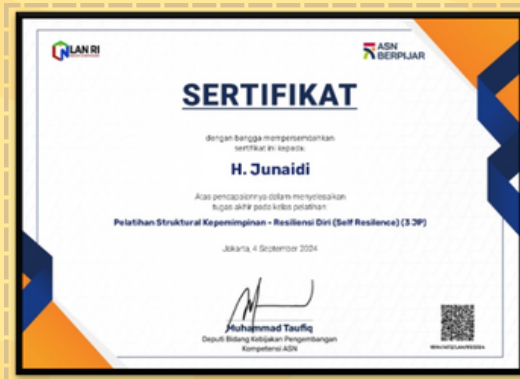 LAN RI
ASN
BERPIJAR
SERTIFIKAT
dengan bangga mempersembahkan
sertifikat ini kepada:
H. Junaidi
Atas pencapaiannya dalam menyelesaikan
tugas akhir pada kelas pelatihan
Pelatihan Struktural Kepemimpinan - Resiliensi Diri (Self Resilence) (3 JP)
Jakarta, 4 September 2024
Muhammad Taufiq
Deputi Bidang Kebijakan Pengembangan
Kompetensi ASN